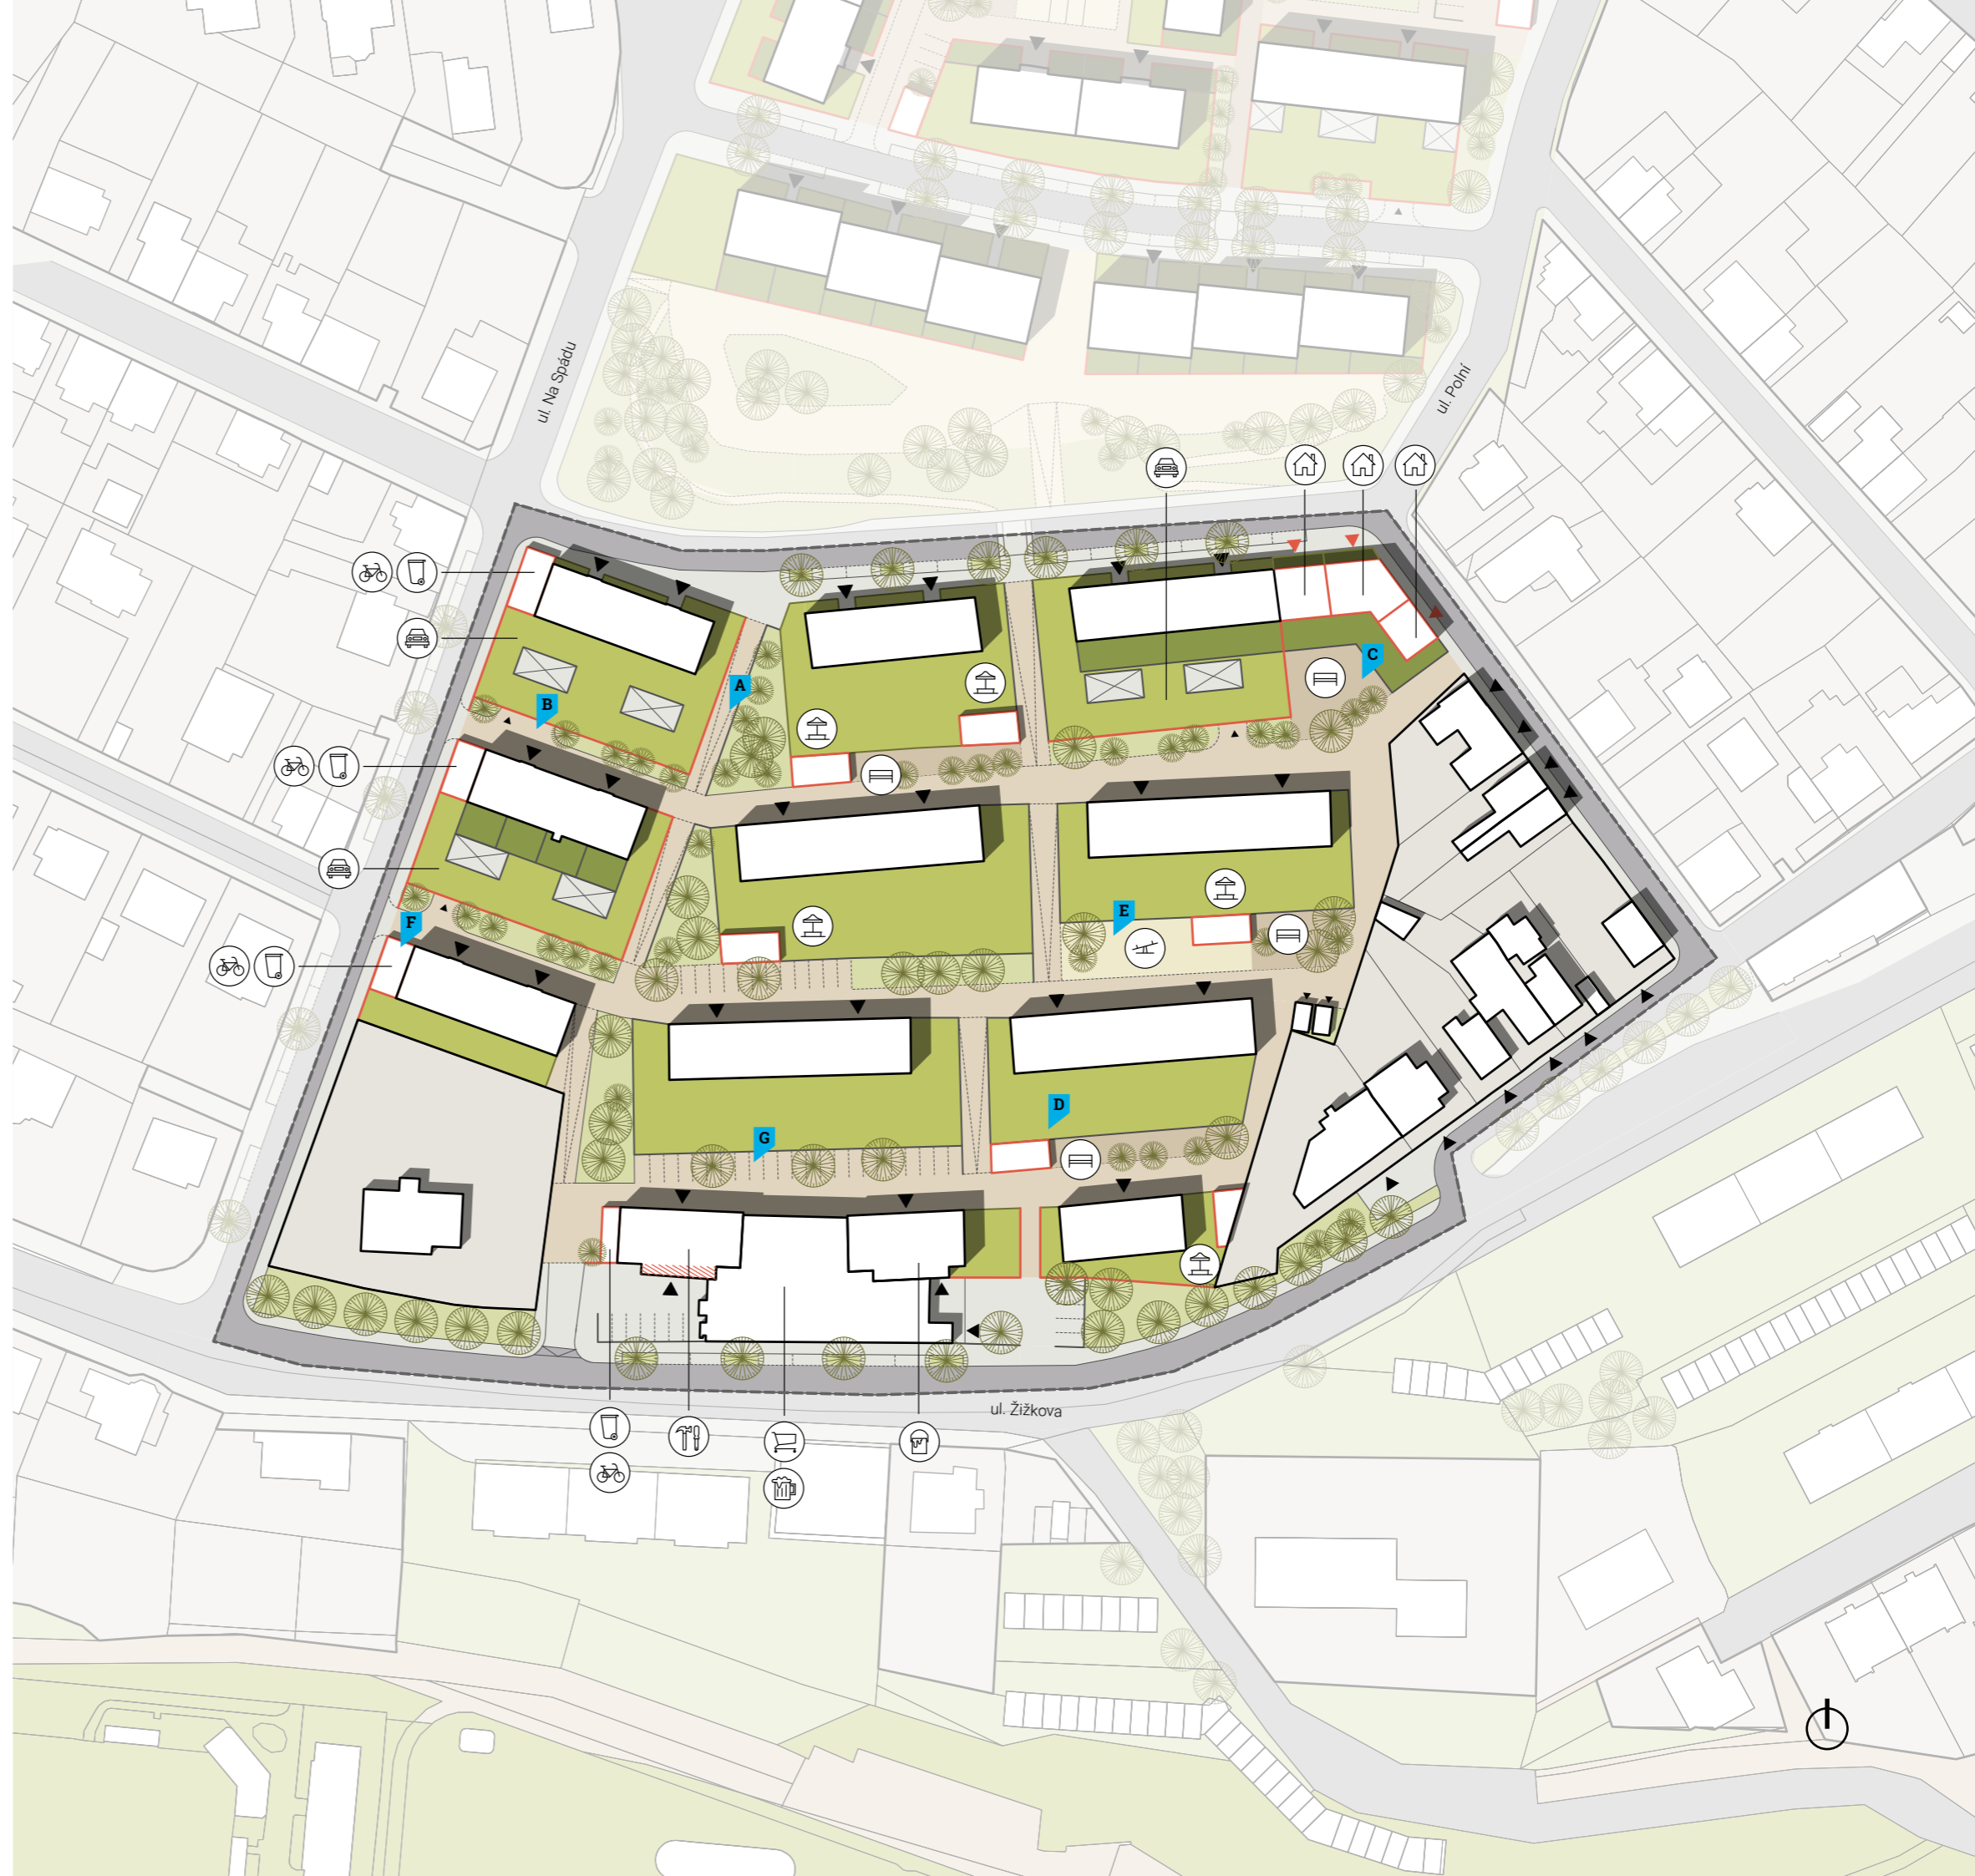 ul. Na Spádu
ul. Polní
C
A
B
E
F
D
G
ul. Žižkova